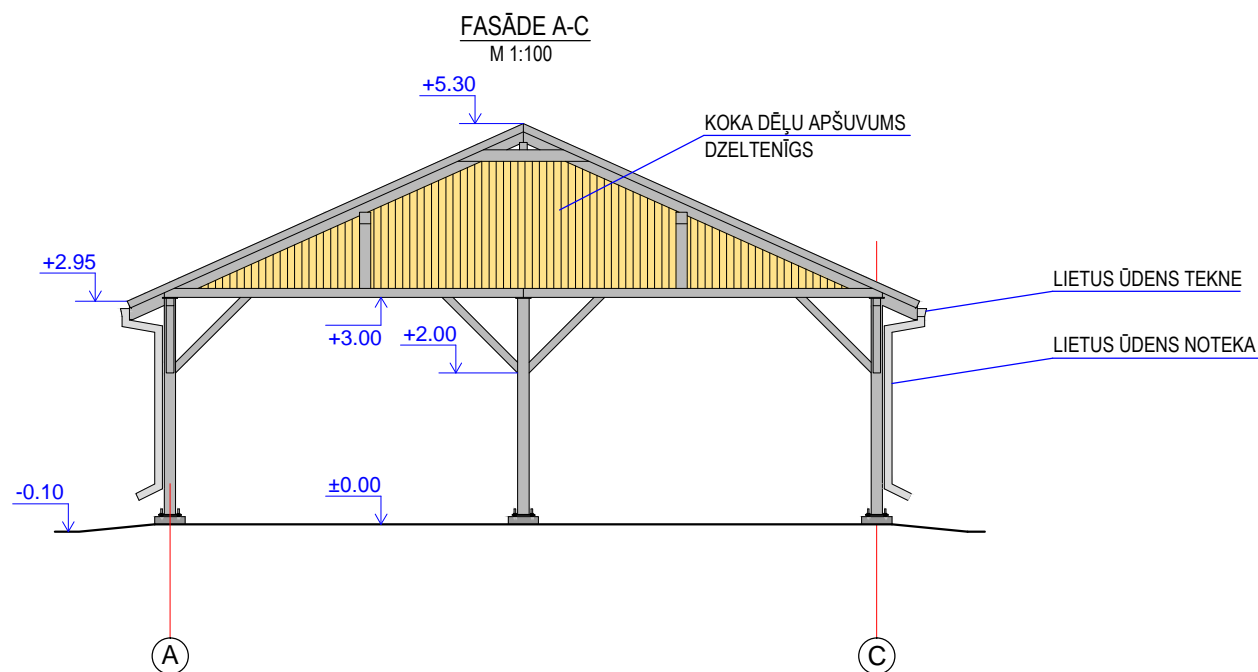 FASĀDE A-C
M 1:100
+5.30
KOKA DĒĻU APŠUVUMS
DZELTENĪGS
+2.95
LIETUS ŪDENS TEKNE
+3.00
+2.00
LIETUS ŪDENS NOTEKA
-0.10
±0.00
A
C